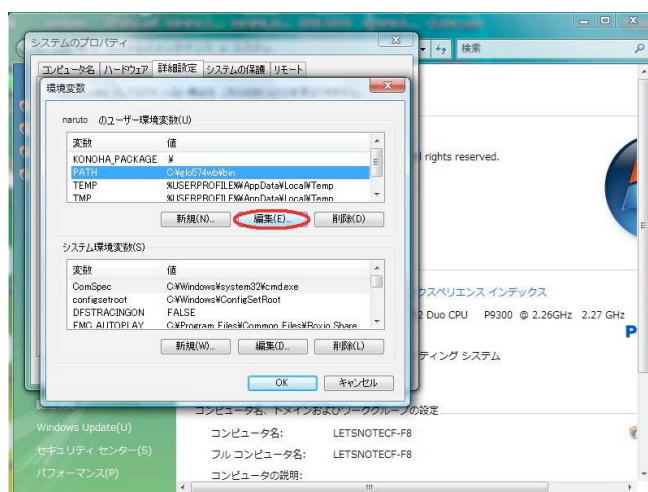 システムのプロパティ
検索
コンピュータ名 ハードウェア 詳細設定 システムの保護 リモート
環境変数
naruto のユーザー環境変数(U)
変数 値
KONOHA_PACKAGE ¥
PATH C:¥glo574wb¥bin
TEMP %USERPROFILE%¥AppData¥Local¥Temp
TMP %USERPROFILE%¥AppData¥Local¥Temp
新規(N)... 編集(E)... 削除(D)
システム環境変数(S)
変数 値
ComSpec C:¥Windows¥system32¥cmd.exe
configsetroot C:¥Windows¥ConfigSetRoot
DFSTRACINGON FALSE
EMC_AUTOPLAY C:¥Program Files¥Common Files¥Roxio Share
新規(W)... 編集(I)... 削除(L)
OK キャンセル
l rights reserved.
クスペリエンス インデックス
2 Duo CPU P9300 @ 2.26GHz 2.27 GHz
P
ティング システム
コンピュータ名、ドメインおよびワークグループの設定
Windows Update(U)
コンピュータ名: LETSNOTECF-F8
セキュリティ センター(S)
フル コンピュータ名: LETSNOTECF-F8
パフォーマンス(P)
コンピュータの説明: